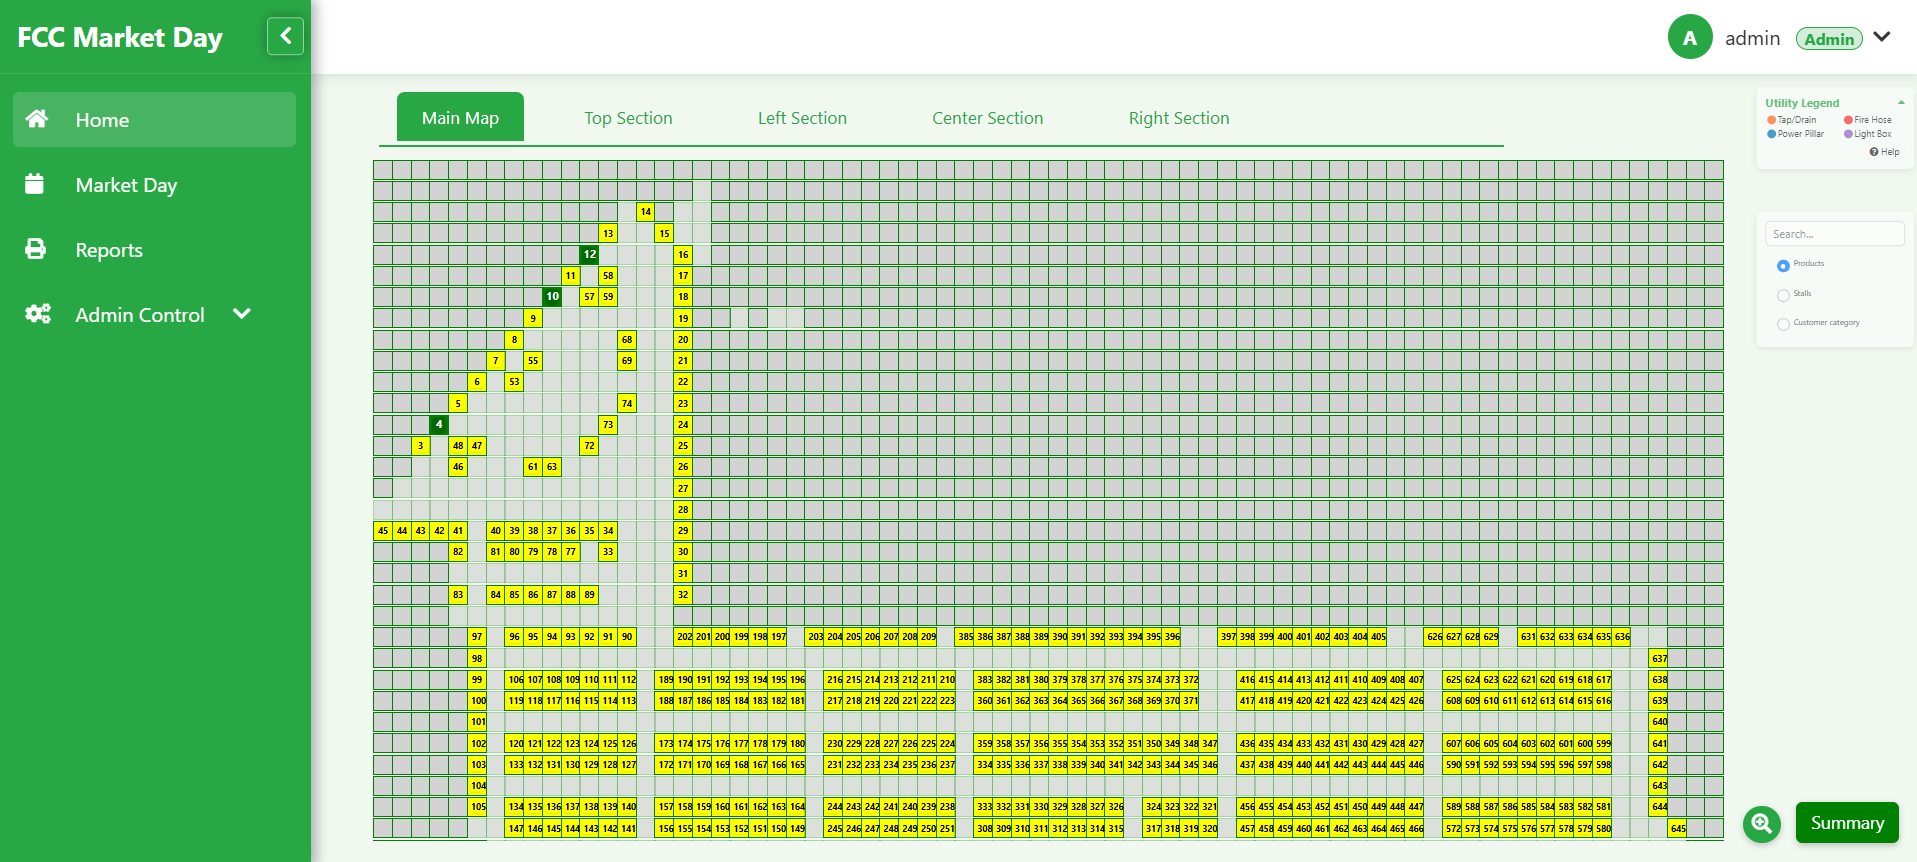 FCC Market Day
A admin Admin
Home
Market Day
Reports
Admin Control
Main Map Top Section Left Section Center Section Right Section
Utility Legend
Tap/Drain Fire Hose
Power Pillar Light Box
Help
Search...
Products
Stalls
Customer category
14
13 15
12 16
11 58 17
10 57 59 18
9 19
8 68 20
7 55 69 21
6 53 22
5 74 23
4 73 24
3 48 47 72 25
46 61 63 26
27
28
45 44 43 42 41 40 39 38 37 36 35 34 29
82 81 80 79 78 77 33 30
31
83 84 85 86 87 88 89 32
97 96 95 94 93 92 91 90 202 201 200 199 198 197 203 204 205 206 207 208 209 385 386 387 388 389 390 391 392 393 394 395 396 397 398 399 400 401 402 403 404 405 626 627 628 629 631 632 633 634 635 636
98 637
99 106 107 108 109 110 111 112 189 190 191 192 193 194 195 196 216 215 214 213 212 211 210 383 382 381 380 379 378 377 376 375 374 373 372 416 415 414 413 412 411 410 409 408 407 625 624 623 622 621 620 619 618 617 638
100 119 118 117 116 115 114 113 188 187 186 185 184 183 182 181 217 218 219 220 221 222 223 360 361 362 363 364 365 366 367 368 369 370 371 417 418 419 420 421 422 423 424 425 426 608 609 610 611 612 613 614 615 616 639
101 640
102 120 121 122 123 124 125 126 173 174 175 176 177 178 179 180 230 229 228 227 226 225 224 359 358 357 356 355 354 353 352 351 350 349 348 347 436 435 434 433 432 431 430 429 428 427 607 606 605 604 603 602 601 600 599 641
103 133 132 131 130 129 128 127 172 171 170 169 168 167 166 165 231 232 233 234 235 236 237 334 335 336 337 338 339 340 341 342 343 344 345 346 437 438 439 440 441 442 443 444 445 446 590 591 592 593 594 595 596 597 598 642
104 643
105 134 135 136 137 138 139 140 157 158 159 160 161 162 163 164 244 243 242 241 240 239 238 333 332 331 330 329 328 327 326 324 323 322 321 456 455 454 453 452 451 450 449 448 447 589 588 587 586 585 584 583 582 581 644
147 146 145 144 143 142 141 156 155 154 153 152 151 150 149 245 246 247 248 249 250 251 308 309 310 311 312 313 314 315 317 318 319 320 457 458 459 460 461 462 463 464 465 466 572 573 574 575 576 577 578 579 580 645
Summary